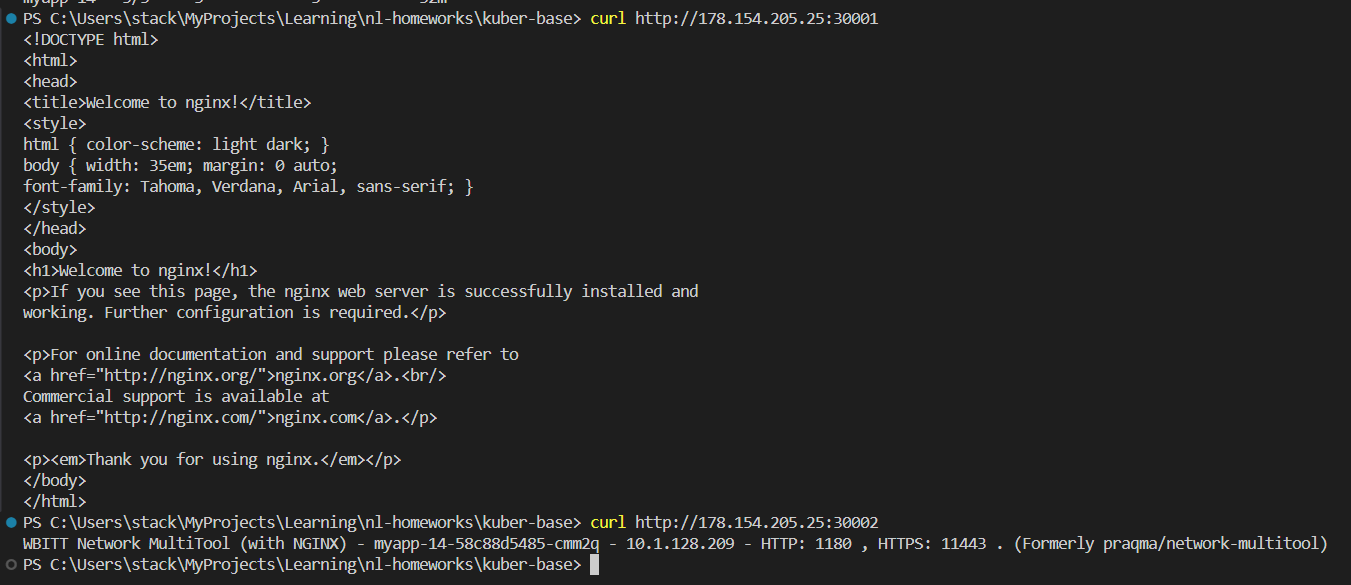 PS C:\Users\stack\MyProjects\Learning\nl-homeworks\kuber-base> curl http://178.154.205.25:30001
<!DOCTYPE html>
<html>
<head>
<title>Welcome to nginx!</title>
<style>
html { color-scheme: light dark; }
body { width: 35em; margin: 0 auto;
font-family: Tahoma, Verdana, Arial, sans-serif; }
</style>
</head>
<body>
<h1>Welcome to nginx!</h1>
<p>If you see this page, the nginx web server is successfully installed and
working. Further configuration is required.</p>

<p>For online documentation and support please refer to
<a href="http://nginx.org/">nginx.org</a>.<br/>
Commercial support is available at
<a href="http://nginx.com/">nginx.com</a>.</p>

<p><em>Thank you for using nginx.</em></p>
</body>
</html>
PS C:\Users\stack\MyProjects\Learning\nl-homeworks\kuber-base> curl http://178.154.205.25:30002
WBITT Network MultiTool (with NGINX) - myapp-14-58c88d5485-cmm2q - 10.1.128.209 - HTTP: 1180 , HTTPS: 11443 . (Formerly praqma/network-multitool)
PS C:\Users\stack\MyProjects\Learning\nl-homeworks\kuber-base>